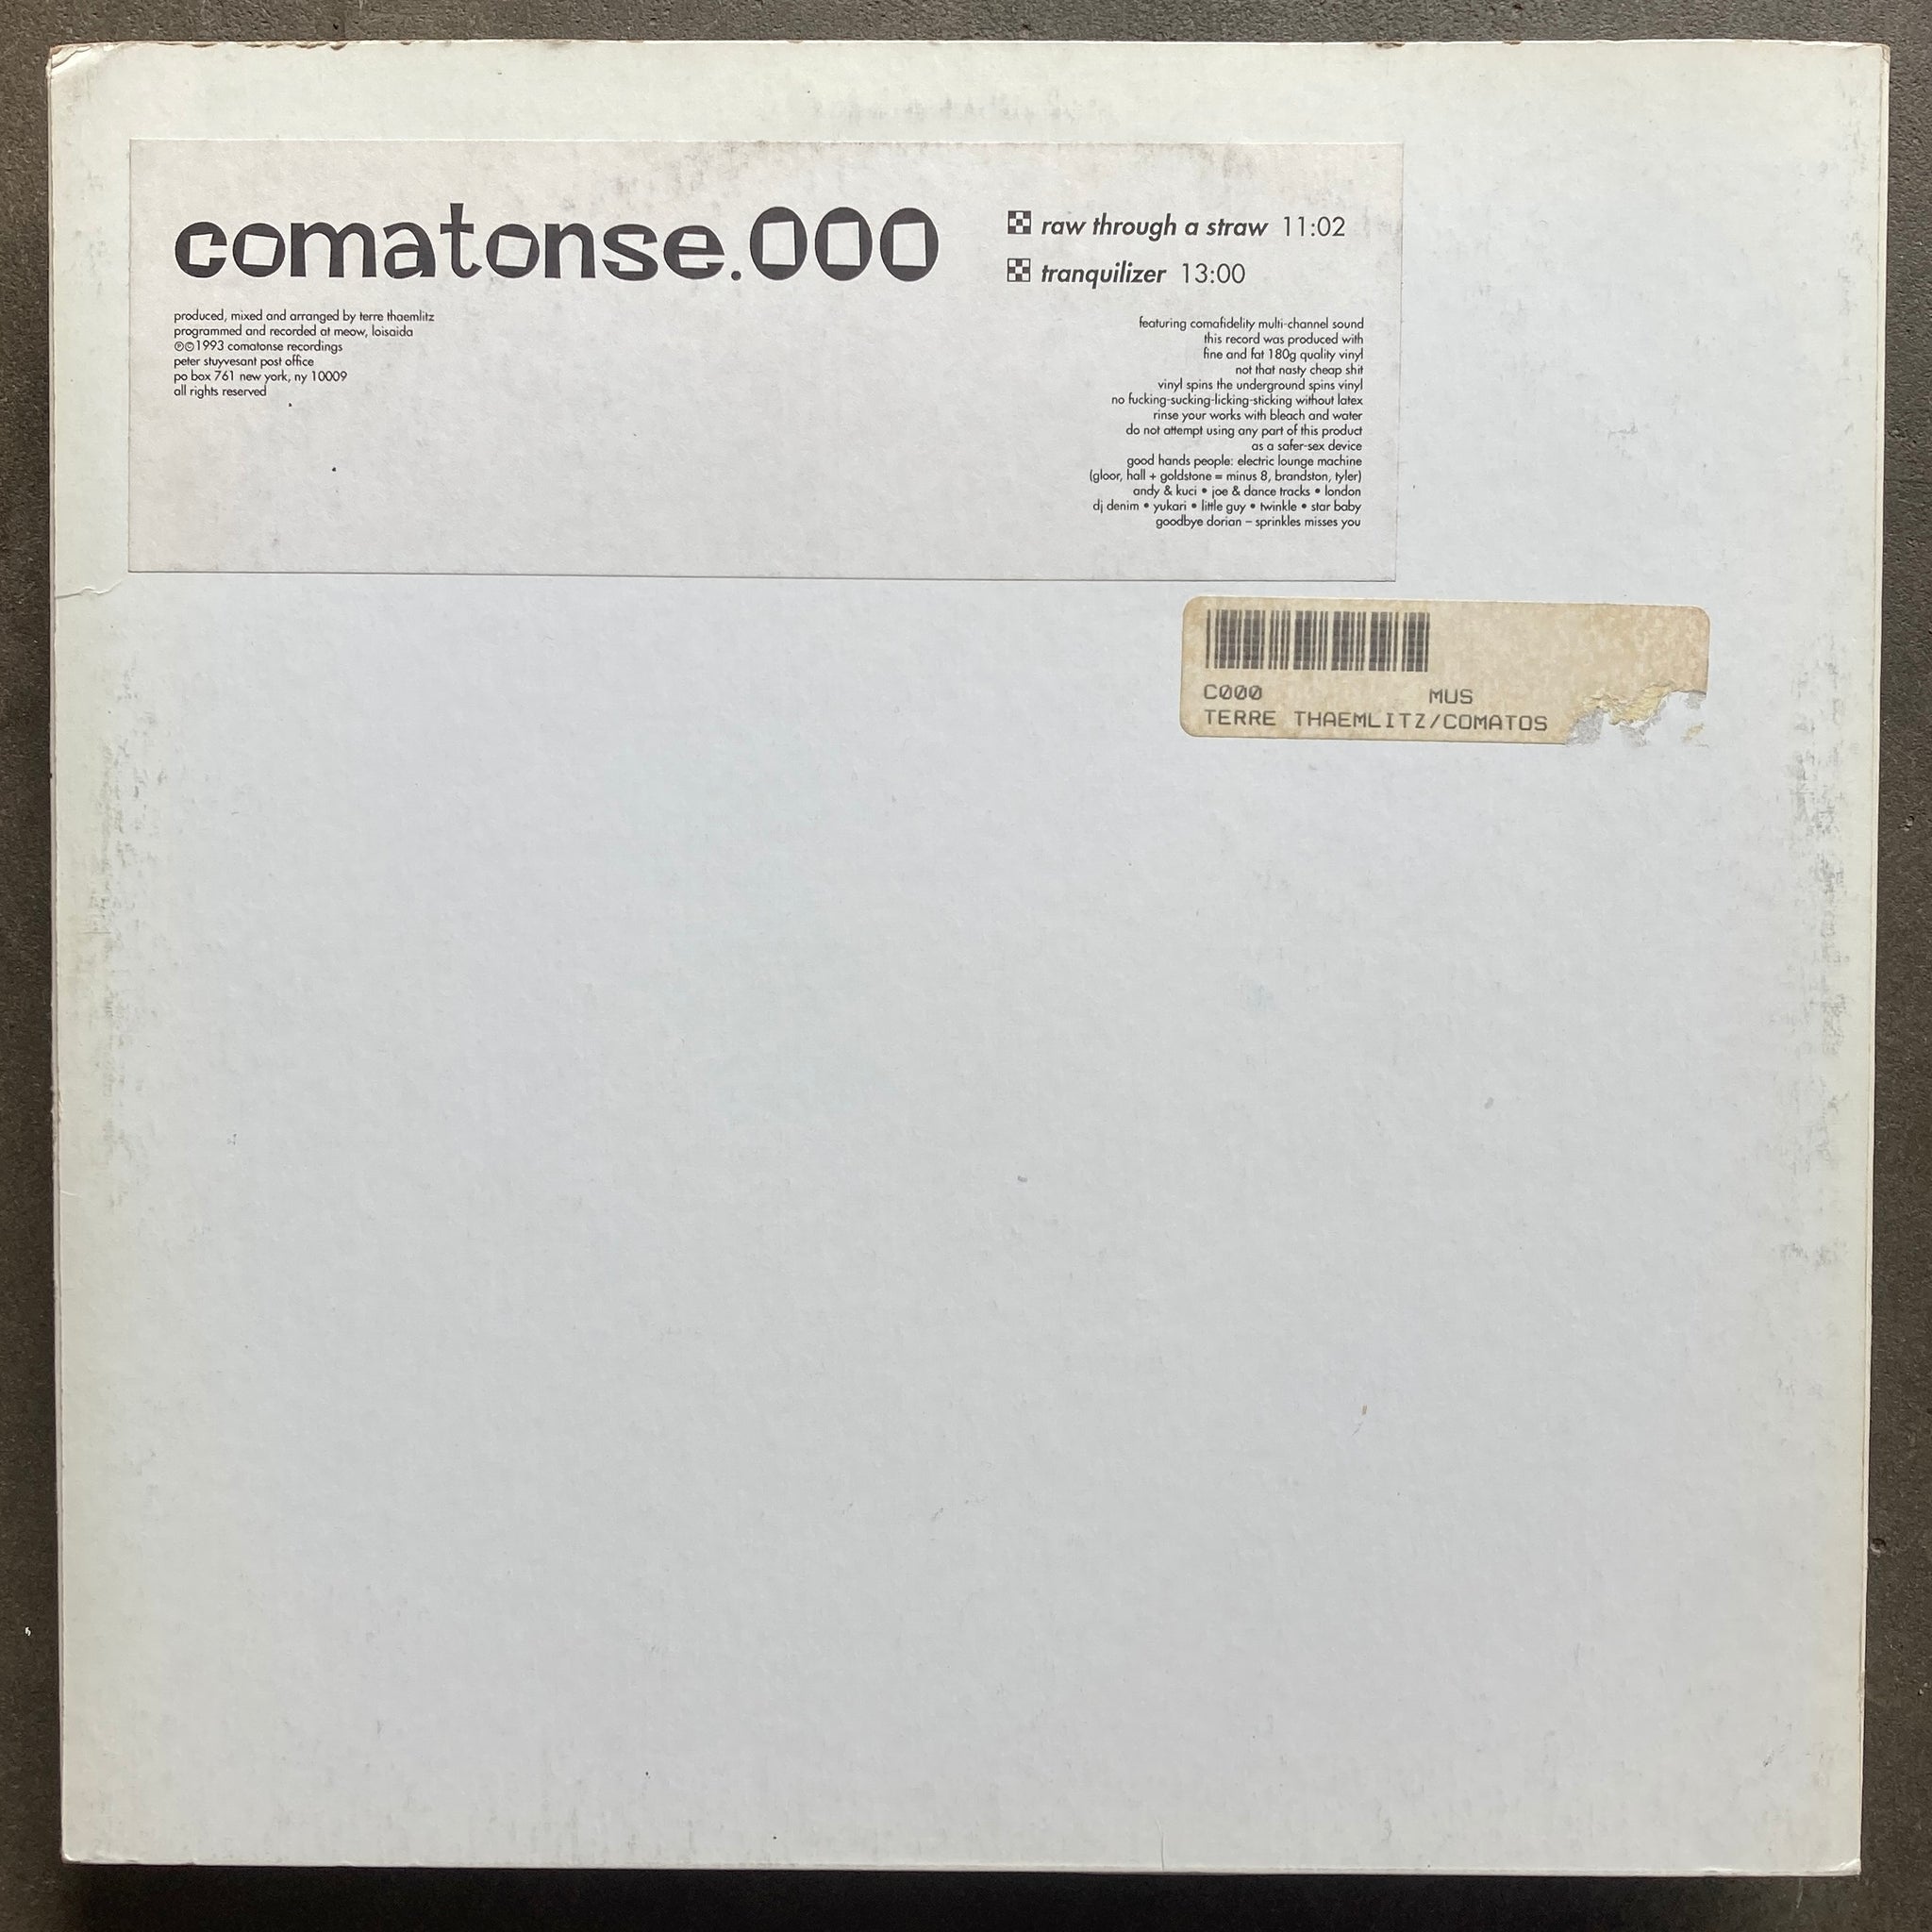 comatonse.000
produced, mixed and arranged by terre thaemlitz
programmed and recorded at meow, loisaida
℗©1993 comatonse recordings
peter stuyvesant post office
po box 761 new york, ny 10009
all rights reserved
raw through a straw 11:02
tranquilizer 13:00
featuring comafidelity multi-channel sound
this record was produced with
fine and fat 180g quality vinyl
not that nasty cheap shit
vinyl spins the underground spins vinyl
no fucking-sucking-licking-sticking without latex
rinse your works with bleach and water
do not attempt using any part of this product
as a safer-sex device
good hands people: electric lounge machine
(gloor, hall + goldstone = minus 8, brandston, tyler)
andy & kuci • joe & dance tracks • london
dj denim • yukari • little guy • twinkle • star baby
goodbye dorian – sprinkles misses you
C000 MUS
TERRE THAEMLITZ/COMATOS